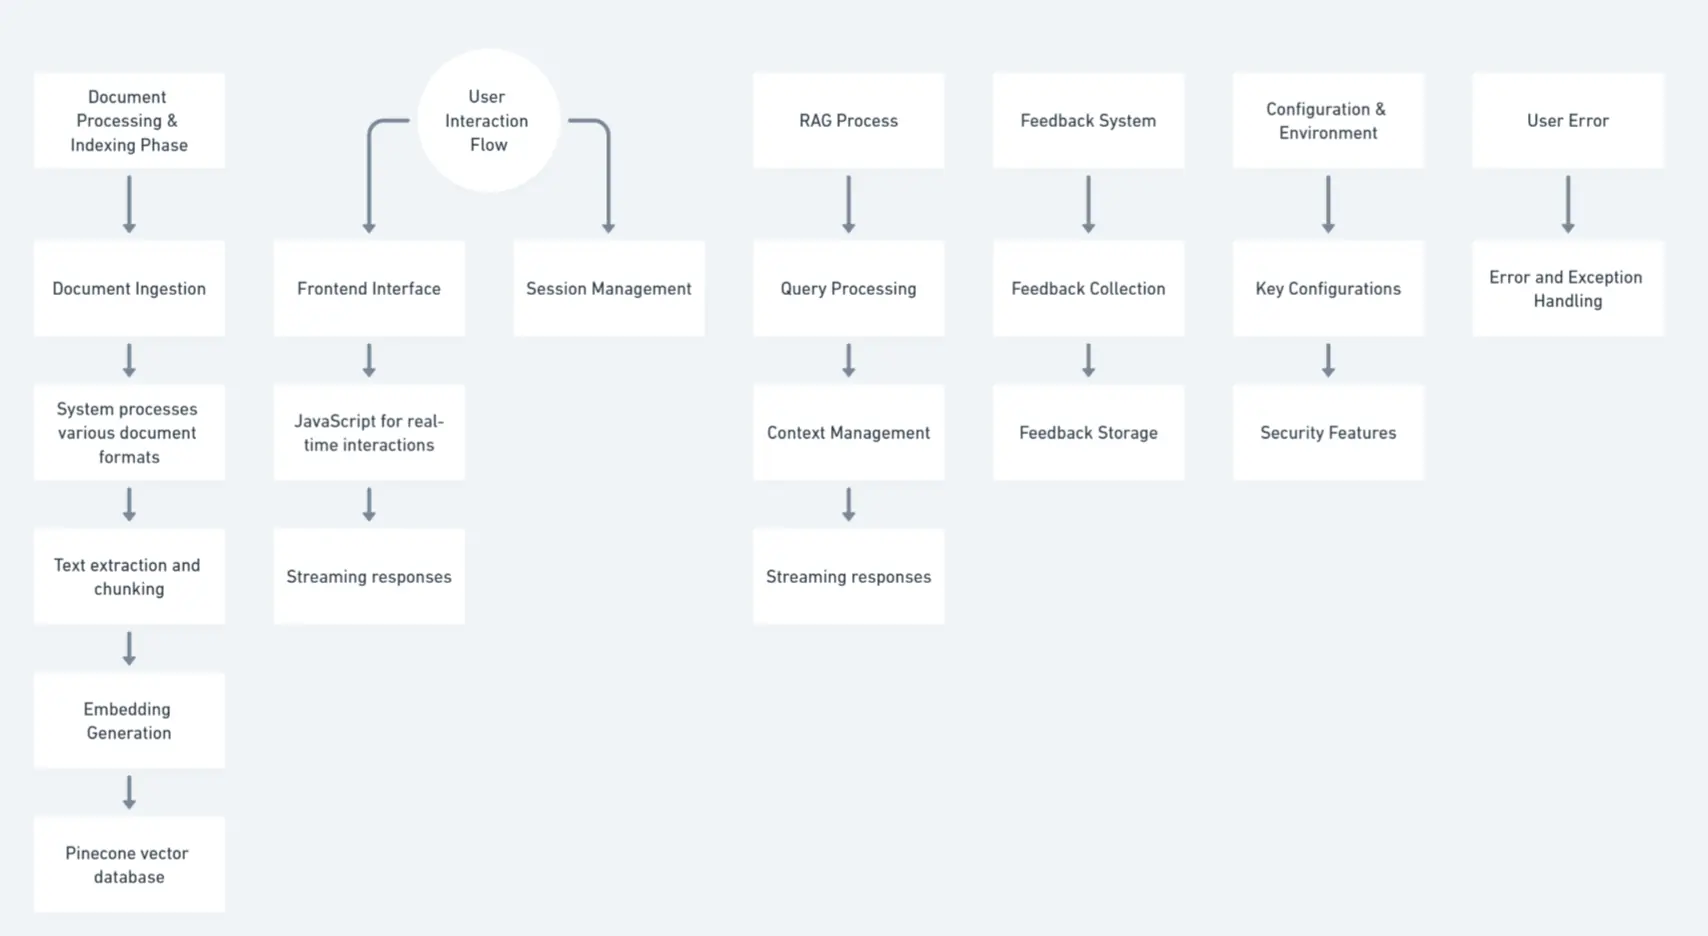 Document
Processing &
Indexing Phase
User
Interaction
Flow
RAG Process
Feedback System
Configuration &
Environment
User Error
Document Ingestion
Frontend Interface
Session Management
Query Processing
Feedback Collection
Key Configurations
Error and Exception
Handling
System processes
various document
formats
JavaScript for real-
time interactions
Context Management
Feedback Storage
Security Features
Text extraction and
chunking
Streaming responses
Streaming responses
Embedding
Generation
Pinecone vector
database